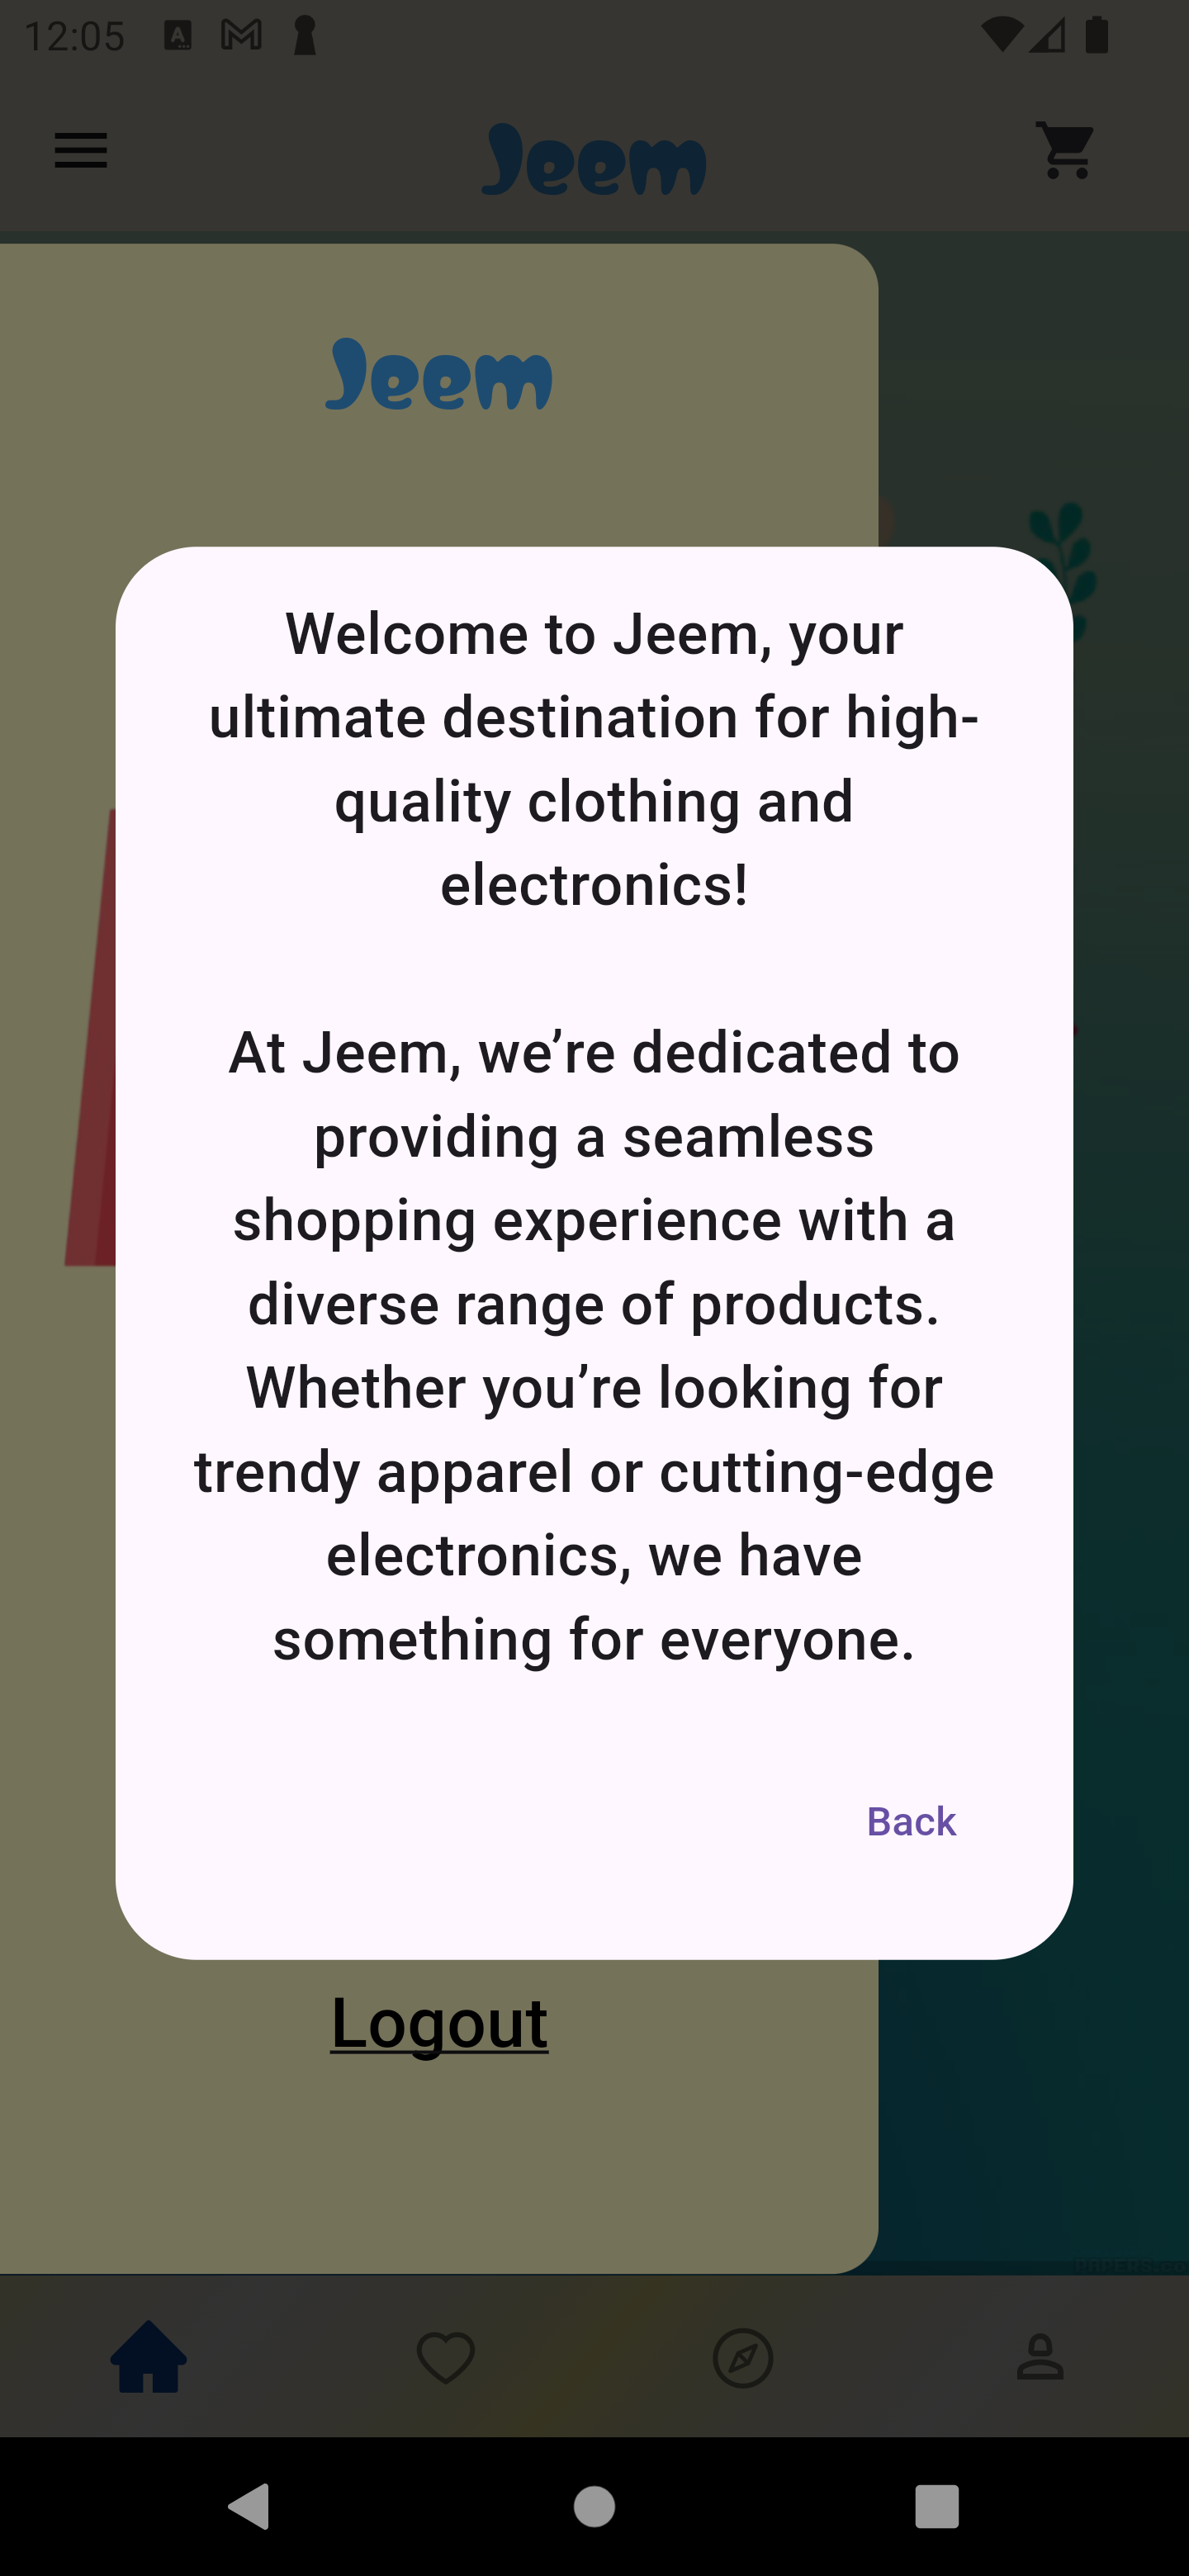 12:05
Jeem
Jeem
Welcome to Jeem, your
ultimate destination for high-
quality clothing and
electronics!
At Jeem, we’re dedicated to
providing a seamless
shopping experience with a
diverse range of products.
Whether you’re looking for
trendy apparel or cutting-edge
electronics, we have
something for everyone.
Back
Logout